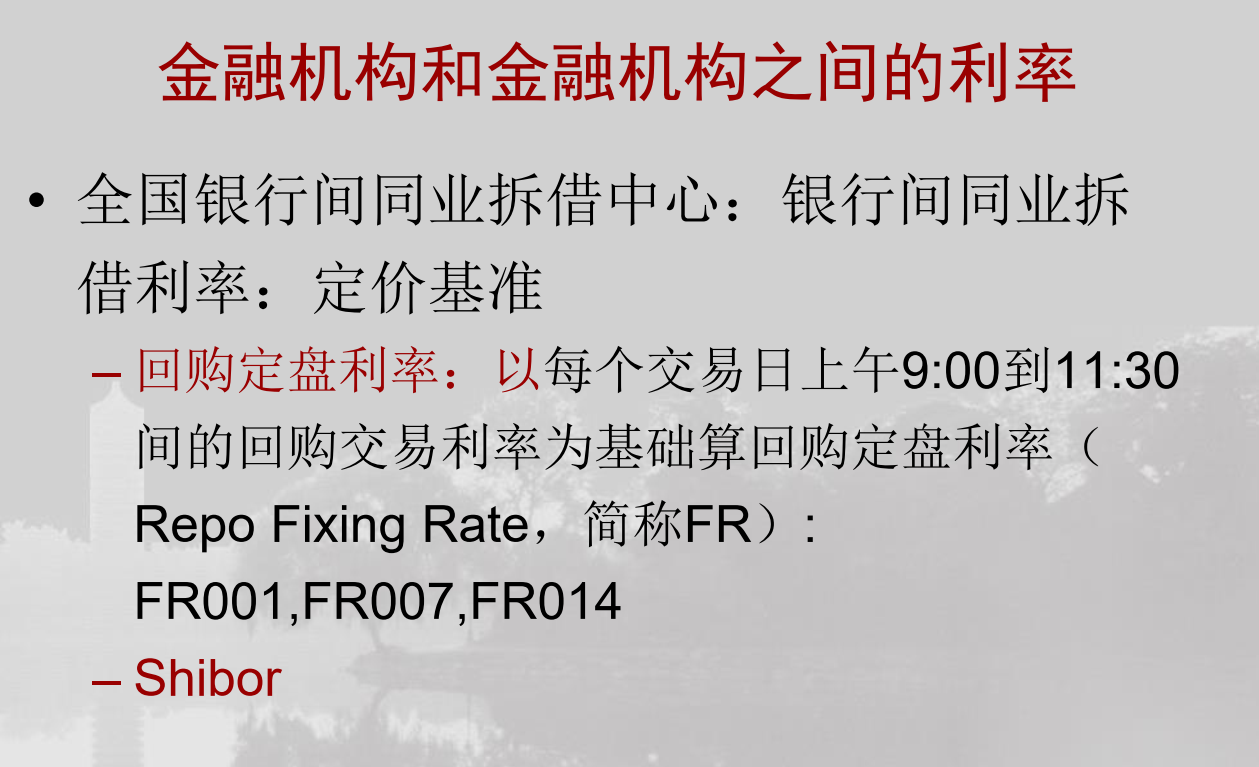 金融机构和金融机构之间的利率
• 全国银行间同业拆借中心：银行间同业拆
借利率：定价基准
– 回购定盘利率：以每个交易日上午9:00到11:30
间的回购交易利率为基础算回购定盘利率（
Repo Fixing Rate，简称FR）:
FR001,FR007,FR014
– Shibor